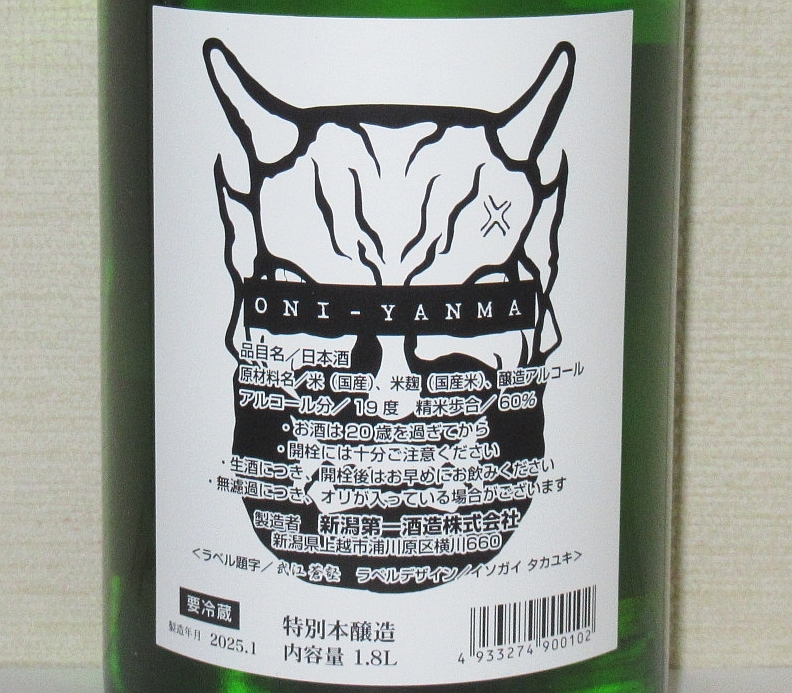 ONI-YANMA
品目名／日本酒
原材料名／米（国産）、米麹（国産米）、醸造アルコール
アルコール分／19度　精米歩合／60%
・お酒は20歳を過ぎてから
・開栓には十分ご注意ください
・生酒につき、開栓後はお早めにお飲みください
・無濾過につき、オリが入っている場合がございます
製造者　新潟第一酒造株式会社
新潟県上越市浦川原区横川660
＜ラベル題字／武江　ラベルデザイン／イソガイ タカユキ＞
要冷蔵
製造年月 2025.1
特別本醸造
内容量 1.8L
4 933274 900102